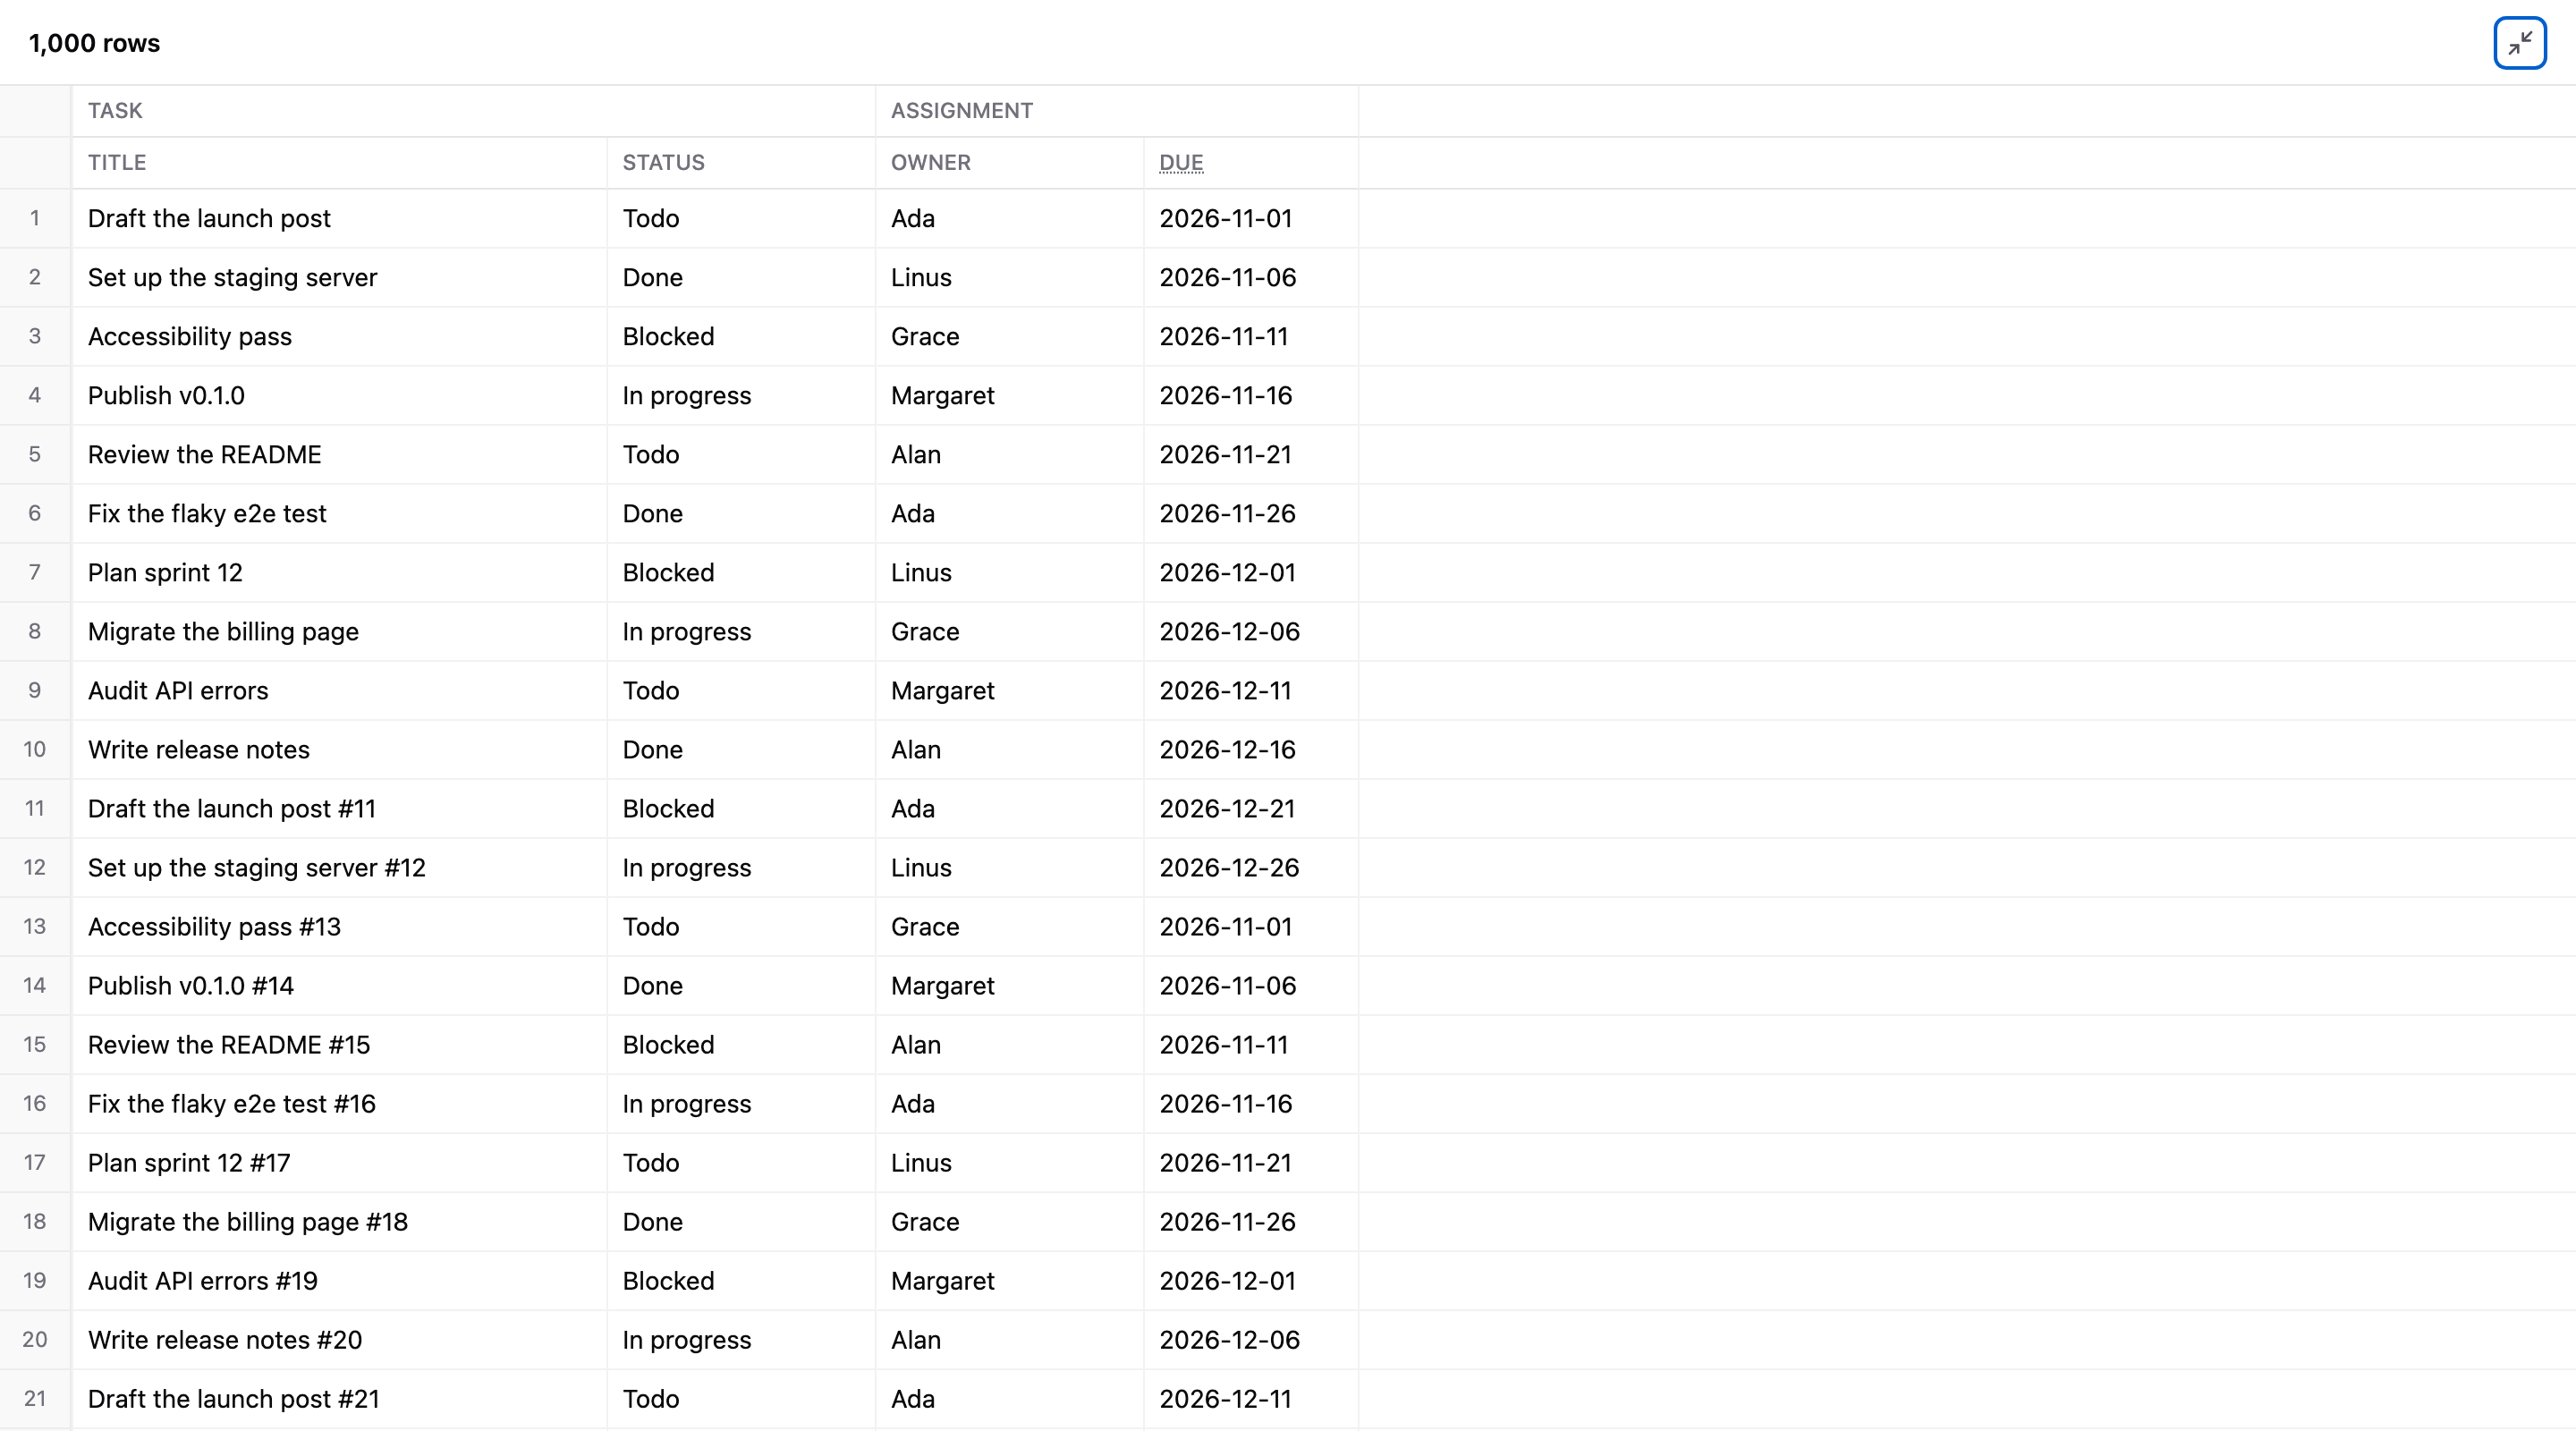 1,000 rows
TASK ASSIGNMENT
TITLE STATUS OWNER DUE
1 Draft the launch post Todo Ada 2026-11-01
2 Set up the staging server Done Linus 2026-11-06
3 Accessibility pass Blocked Grace 2026-11-11
4 Publish v0.1.0 In progress Margaret 2026-11-16
5 Review the README Todo Alan 2026-11-21
6 Fix the flaky e2e test Done Ada 2026-11-26
7 Plan sprint 12 Blocked Linus 2026-12-01
8 Migrate the billing page In progress Grace 2026-12-06
9 Audit API errors Todo Margaret 2026-12-11
10 Write release notes Done Alan 2026-12-16
11 Draft the launch post #11 Blocked Ada 2026-12-21
12 Set up the staging server #12 In progress Linus 2026-12-26
13 Accessibility pass #13 Todo Grace 2026-11-01
14 Publish v0.1.0 #14 Done Margaret 2026-11-06
15 Review the README #15 Blocked Alan 2026-11-11
16 Fix the flaky e2e test #16 In progress Ada 2026-11-16
17 Plan sprint 12 #17 Todo Linus 2026-11-21
18 Migrate the billing page #18 Done Grace 2026-11-26
19 Audit API errors #19 Blocked Margaret 2026-12-01
20 Write release notes #20 In progress Alan 2026-12-06
21 Draft the launch post #21 Todo Ada 2026-12-11